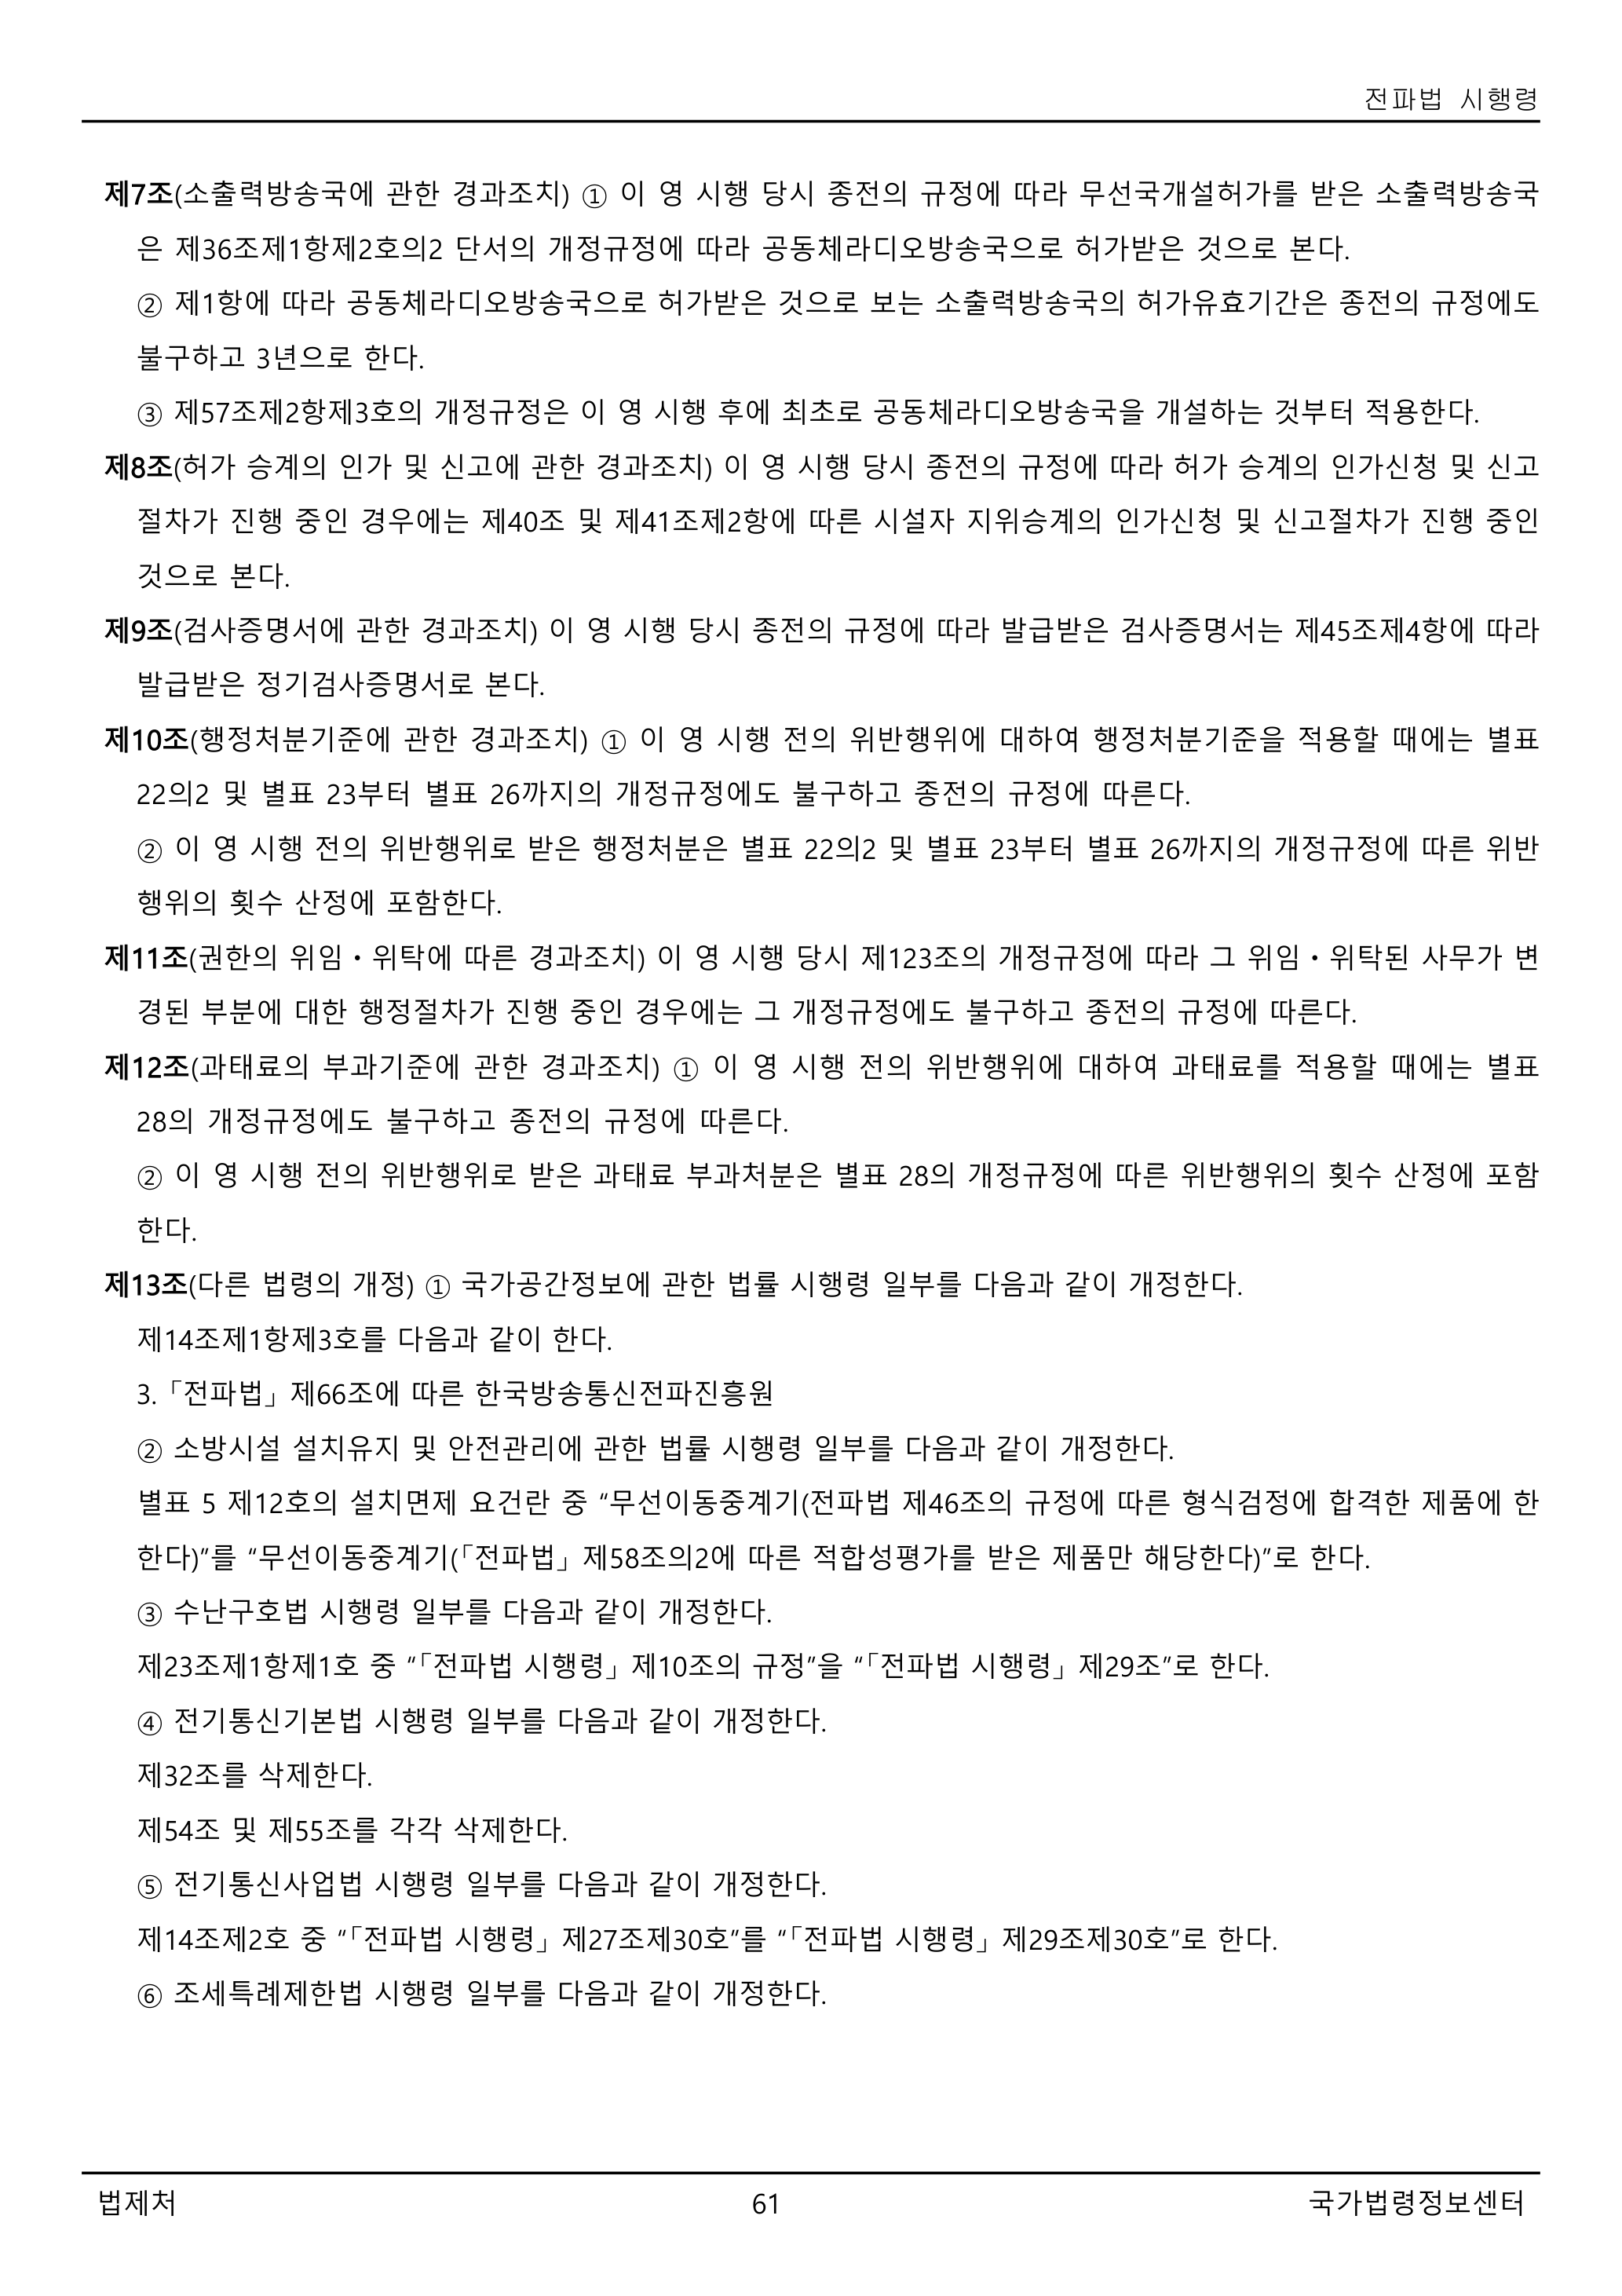 전파법 시행령
제7조(소출력방송국에 관한 경과조치) ① 이 영 시행 당시 종전의 규정에 따라 무선국개설허가를 받은 소출력방송국
은 제36조제1항제2호의2 단서의 개정규정에 따라 공동체라디오방송국으로 허가받은 것으로 본다.
② 제1항에 따라 공동체라디오방송국으로 허가받은 것으로 보는 소출력방송국의 허가유효기간은 종전의 규정에도
불구하고 3년으로 한다.
③ 제57조제2항제3호의 개정규정은 이 영 시행 후에 최초로 공동체라디오방송국을 개설하는 것부터 적용한다.
제8조(허가 승계의 인가 및 신고에 관한 경과조치) 이 영 시행 당시 종전의 규정에 따라 허가 승계의 인가신청 및 신고
절차가 진행 중인 경우에는 제40조 및 제41조제2항에 따른 시설자 지위승계의 인가신청 및 신고절차가 진행 중인
것으로 본다.
제9조(검사증명서에 관한 경과조치) 이 영 시행 당시 종전의 규정에 따라 발급받은 검사증명서는 제45조제4항에 따라
발급받은 정기검사증명서로 본다.
제10조(행정처분기준에 관한 경과조치) ① 이 영 시행 전의 위반행위에 대하여 행정처분기준을 적용할 때에는 별표
22의2 및 별표 23부터 별표 26까지의 개정규정에도 불구하고 종전의 규정에 따른다.
② 이 영 시행 전의 위반행위로 받은 행정처분은 별표 22의2 및 별표 23부터 별표 26까지의 개정규정에 따른 위반
행위의 횟수 산정에 포함한다.
제11조(권한의 위임•위탁에 따른 경과조치) 이 영 시행 당시 제123조의 개정규정에 따라 그 위임•위탁된 사무가 변
경된 부분에 대한 행정절차가 진행 중인 경우에는 그 개정규정에도 불구하고 종전의 규정에 따른다.
제12조(과태료의 부과기준에 관한 경과조치) ① 이 영 시행 전의 위반행위에 대하여 과태료를 적용할 때에는 별표
28의 개정규정에도 불구하고 종전의 규정에 따른다.
② 이 영 시행 전의 위반행위로 받은 과태료 부과처분은 별표 28의 개정규정에 따른 위반행위의 횟수 산정에 포함
한다.
제13조(다른 법령의 개정) ① 국가공간정보에 관한 법률 시행령 일부를 다음과 같이 개정한다.
제14조제1항제3호를 다음과 같이 한다.
3.「전파법」제66조에 따른 한국방송통신전파진흥원
② 소방시설 설치유지 및 안전관리에 관한 법률 시행령 일부를 다음과 같이 개정한다.
별표 5 제12호의 설치면제 요건란 중 “무선이동중계기(전파법 제46조의 규정에 따른 형식검정에 합격한 제품에 한
한다)”를 “무선이동중계기(「전파법」제58조의2에 따른 적합성평가를 받은 제품만 해당한다)”로 한다.
③ 수난구호법 시행령 일부를 다음과 같이 개정한다.
제23조제1항제1호 중 “「전파법 시행령」제10조의 규정”을 “「전파법 시행령」제29조”로 한다.
④ 전기통신기본법 시행령 일부를 다음과 같이 개정한다.
제32조를 삭제한다.
제54조 및 제55조를 각각 삭제한다.
⑤ 전기통신사업법 시행령 일부를 다음과 같이 개정한다.
제14조제2호 중 “「전파법 시행령」제27조제30호”를 “「전파법 시행령」제29조제30호”로 한다.
⑥ 조세특례제한법 시행령 일부를 다음과 같이 개정한다.
법제처 61 국가법령정보센터